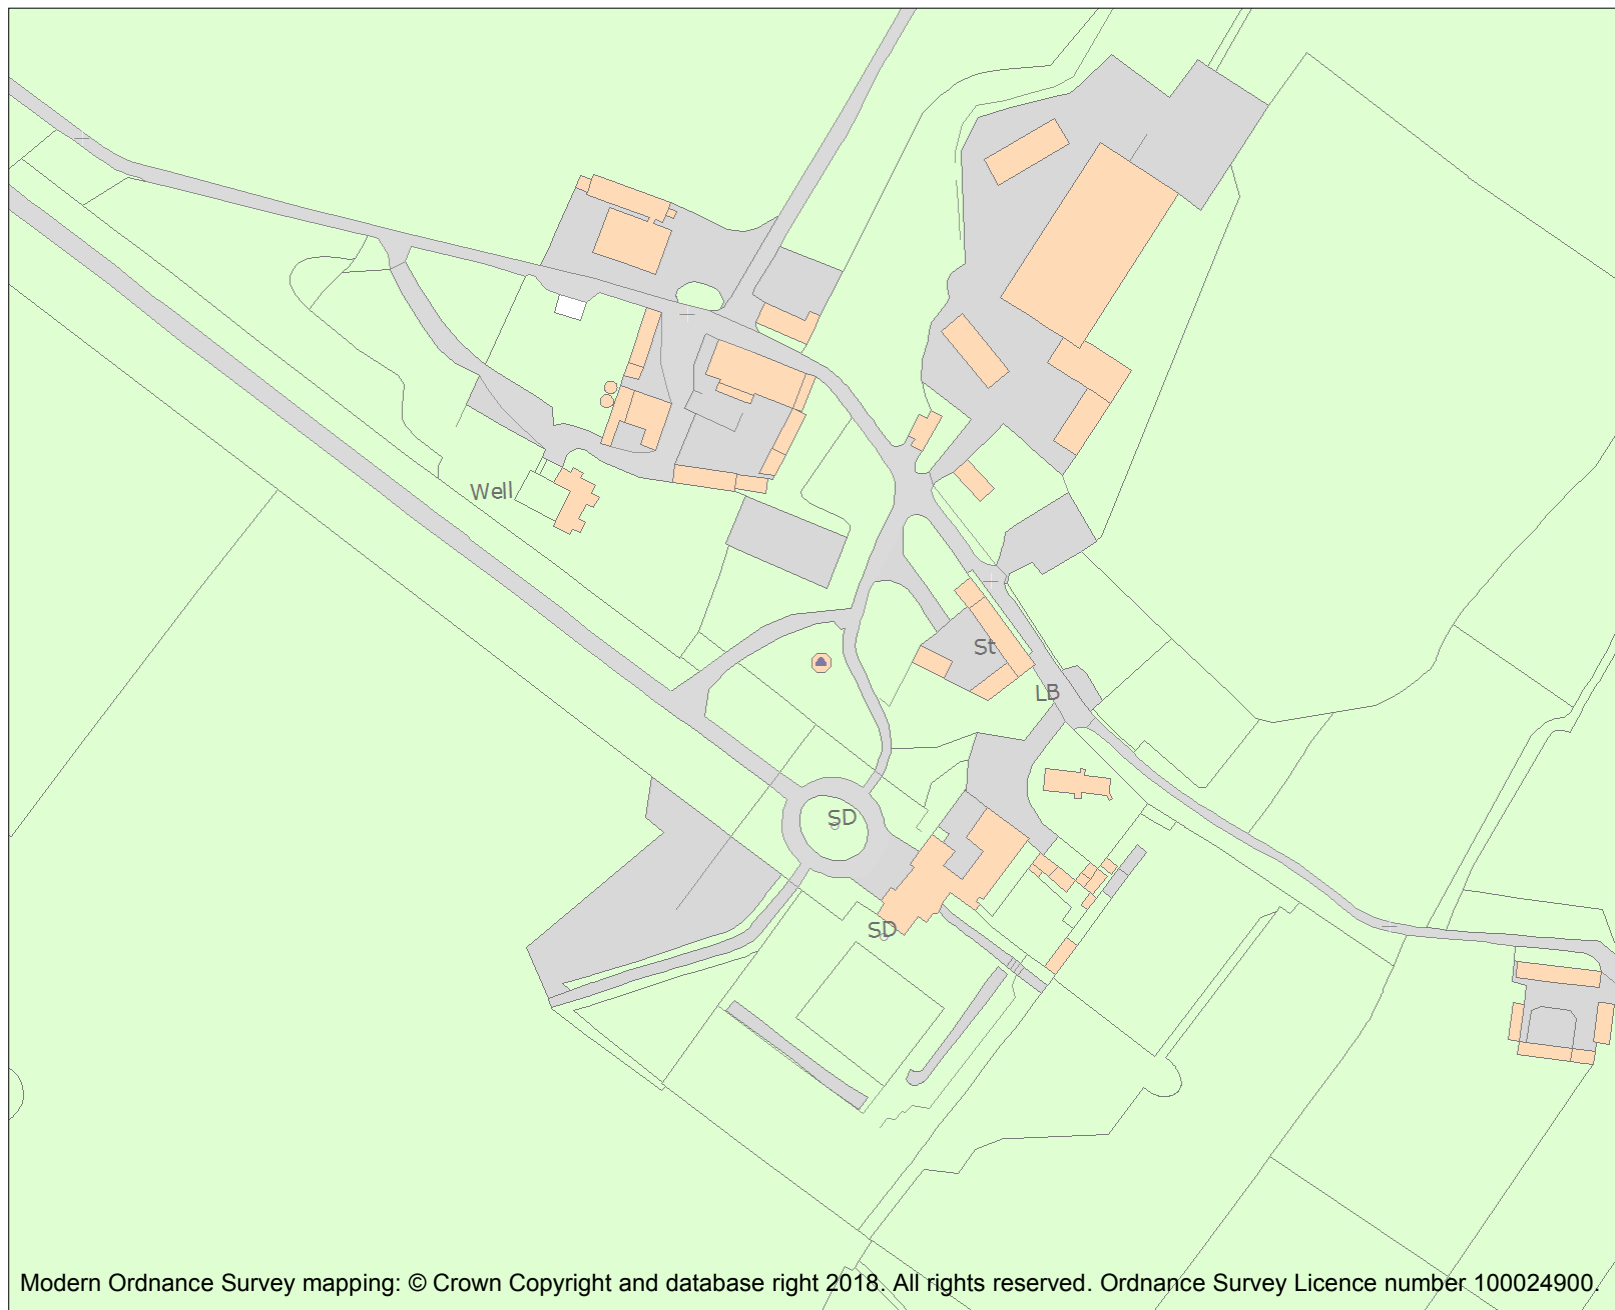 Well
St
LB
SD
SD
Modern Ordnance Survey mapping: © Crown Copyright and database right 2018. All rights reserved. Ordnance Survey Licence number 100024900.